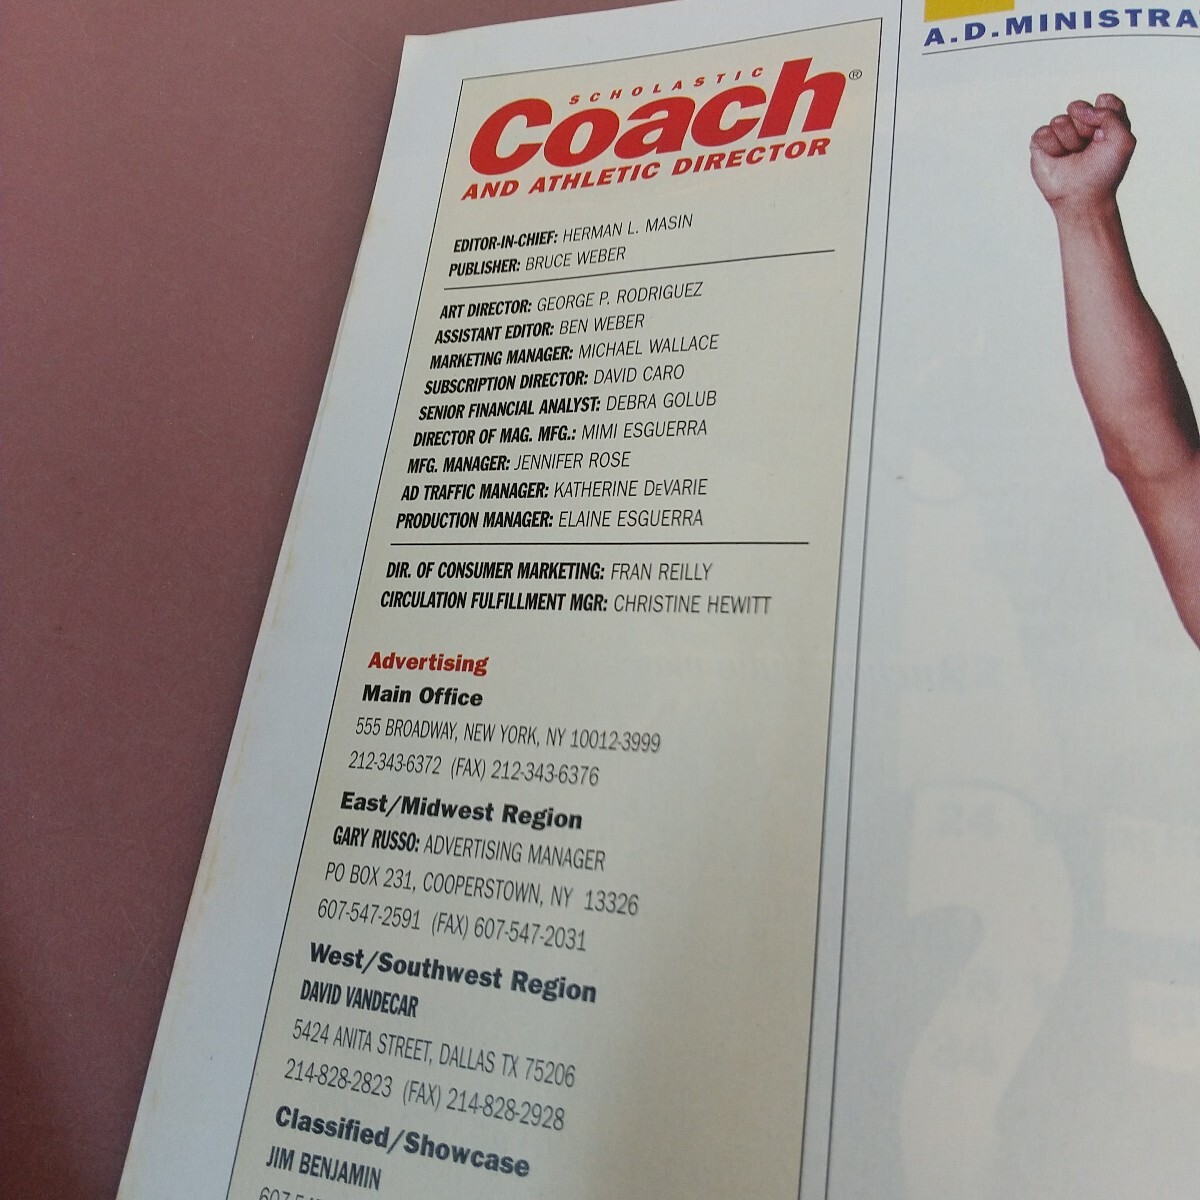 SCHOLASTIC
Coach®
AND ATHLETIC DIRECTOR
EDITOR-IN-CHIEF: HERMAN L. MASIN
PUBLISHER: BRUCE WEBER
ART DIRECTOR: GEORGE P. RODRIGUEZ
ASSISTANT EDITOR: BEN WEBER
MARKETING MANAGER: MICHAEL WALLACE
SUBSCRIPTION DIRECTOR: DAVID CARO
SENIOR FINANCIAL ANALYST: DEBRA GOLUB
DIRECTOR OF MAG. MFG.: MIMI ESGUERRA
MFG. MANAGER: JENNIFER ROSE
AD TRAFFIC MANAGER: KATHERINE DEVARIE
PRODUCTION MANAGER: ELAINE ESGUERRA
DIR. OF CONSUMER MARKETING: FRAN REILLY
CIRCULATION FULFILLMENT MGR: CHRISTINE HEWITT
Advertising
Main Office
555 BROADWAY, NEW YORK, NY 10012-3999
212-343-6372 (FAX) 212-343-6376
East/Midwest Region
GARY RUSSO: ADVERTISING MANAGER
PO BOX 231, COOPERSTOWN, NY 13326
607-547-2591 (FAX) 607-547-2031
West/Southwest Region
DAVID VANDECAR
5424 ANITA STREET, DALLAS TX 75206
214-828-2823 (FAX) 214-828-2928
Classified/Showcase
JIM BENJAMIN
A.D.MINISTRA